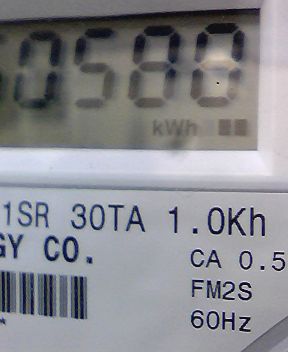 0580
kWh
1SR 30TA 1.0Kh
GY CO.
CA 0.5
FM2S
60Hz